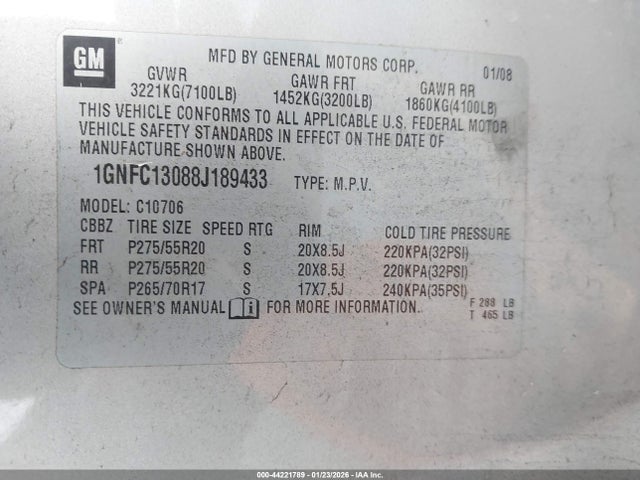 GM
MFD BY GENERAL MOTORS CORP. 01/08
GVWR GAWR FRT GAWR RR
3221KG(7100LB) 1452KG(3200LB) 1860KG(4100LB)
THIS VEHICLE CONFORMS TO ALL APPLICABLE U.S. FEDERAL MOTOR
VEHICLE SAFETY STANDARDS IN EFFECT ON THE DATE OF
MANUFACTURE SHOWN ABOVE.
1GNFC13088J189433 TYPE: M.P.V.
MODEL: C10706
CBBZ TIRE SIZE SPEED RTG RIM COLD TIRE PRESSURE
FRT P275/55R20 S 20X8.5J 220KPA(32PSI)
RR P275/55R20 S 20X8.5J 220KPA(32PSI)
SPA P265/70R17 S 17X7.5J 240KPA(35PSI)
SEE OWNER'S MANUAL i FOR MORE INFORMATION. F 288 LB
T 465 LB
000-44221789 - 01/23/2026 - IAA Inc.